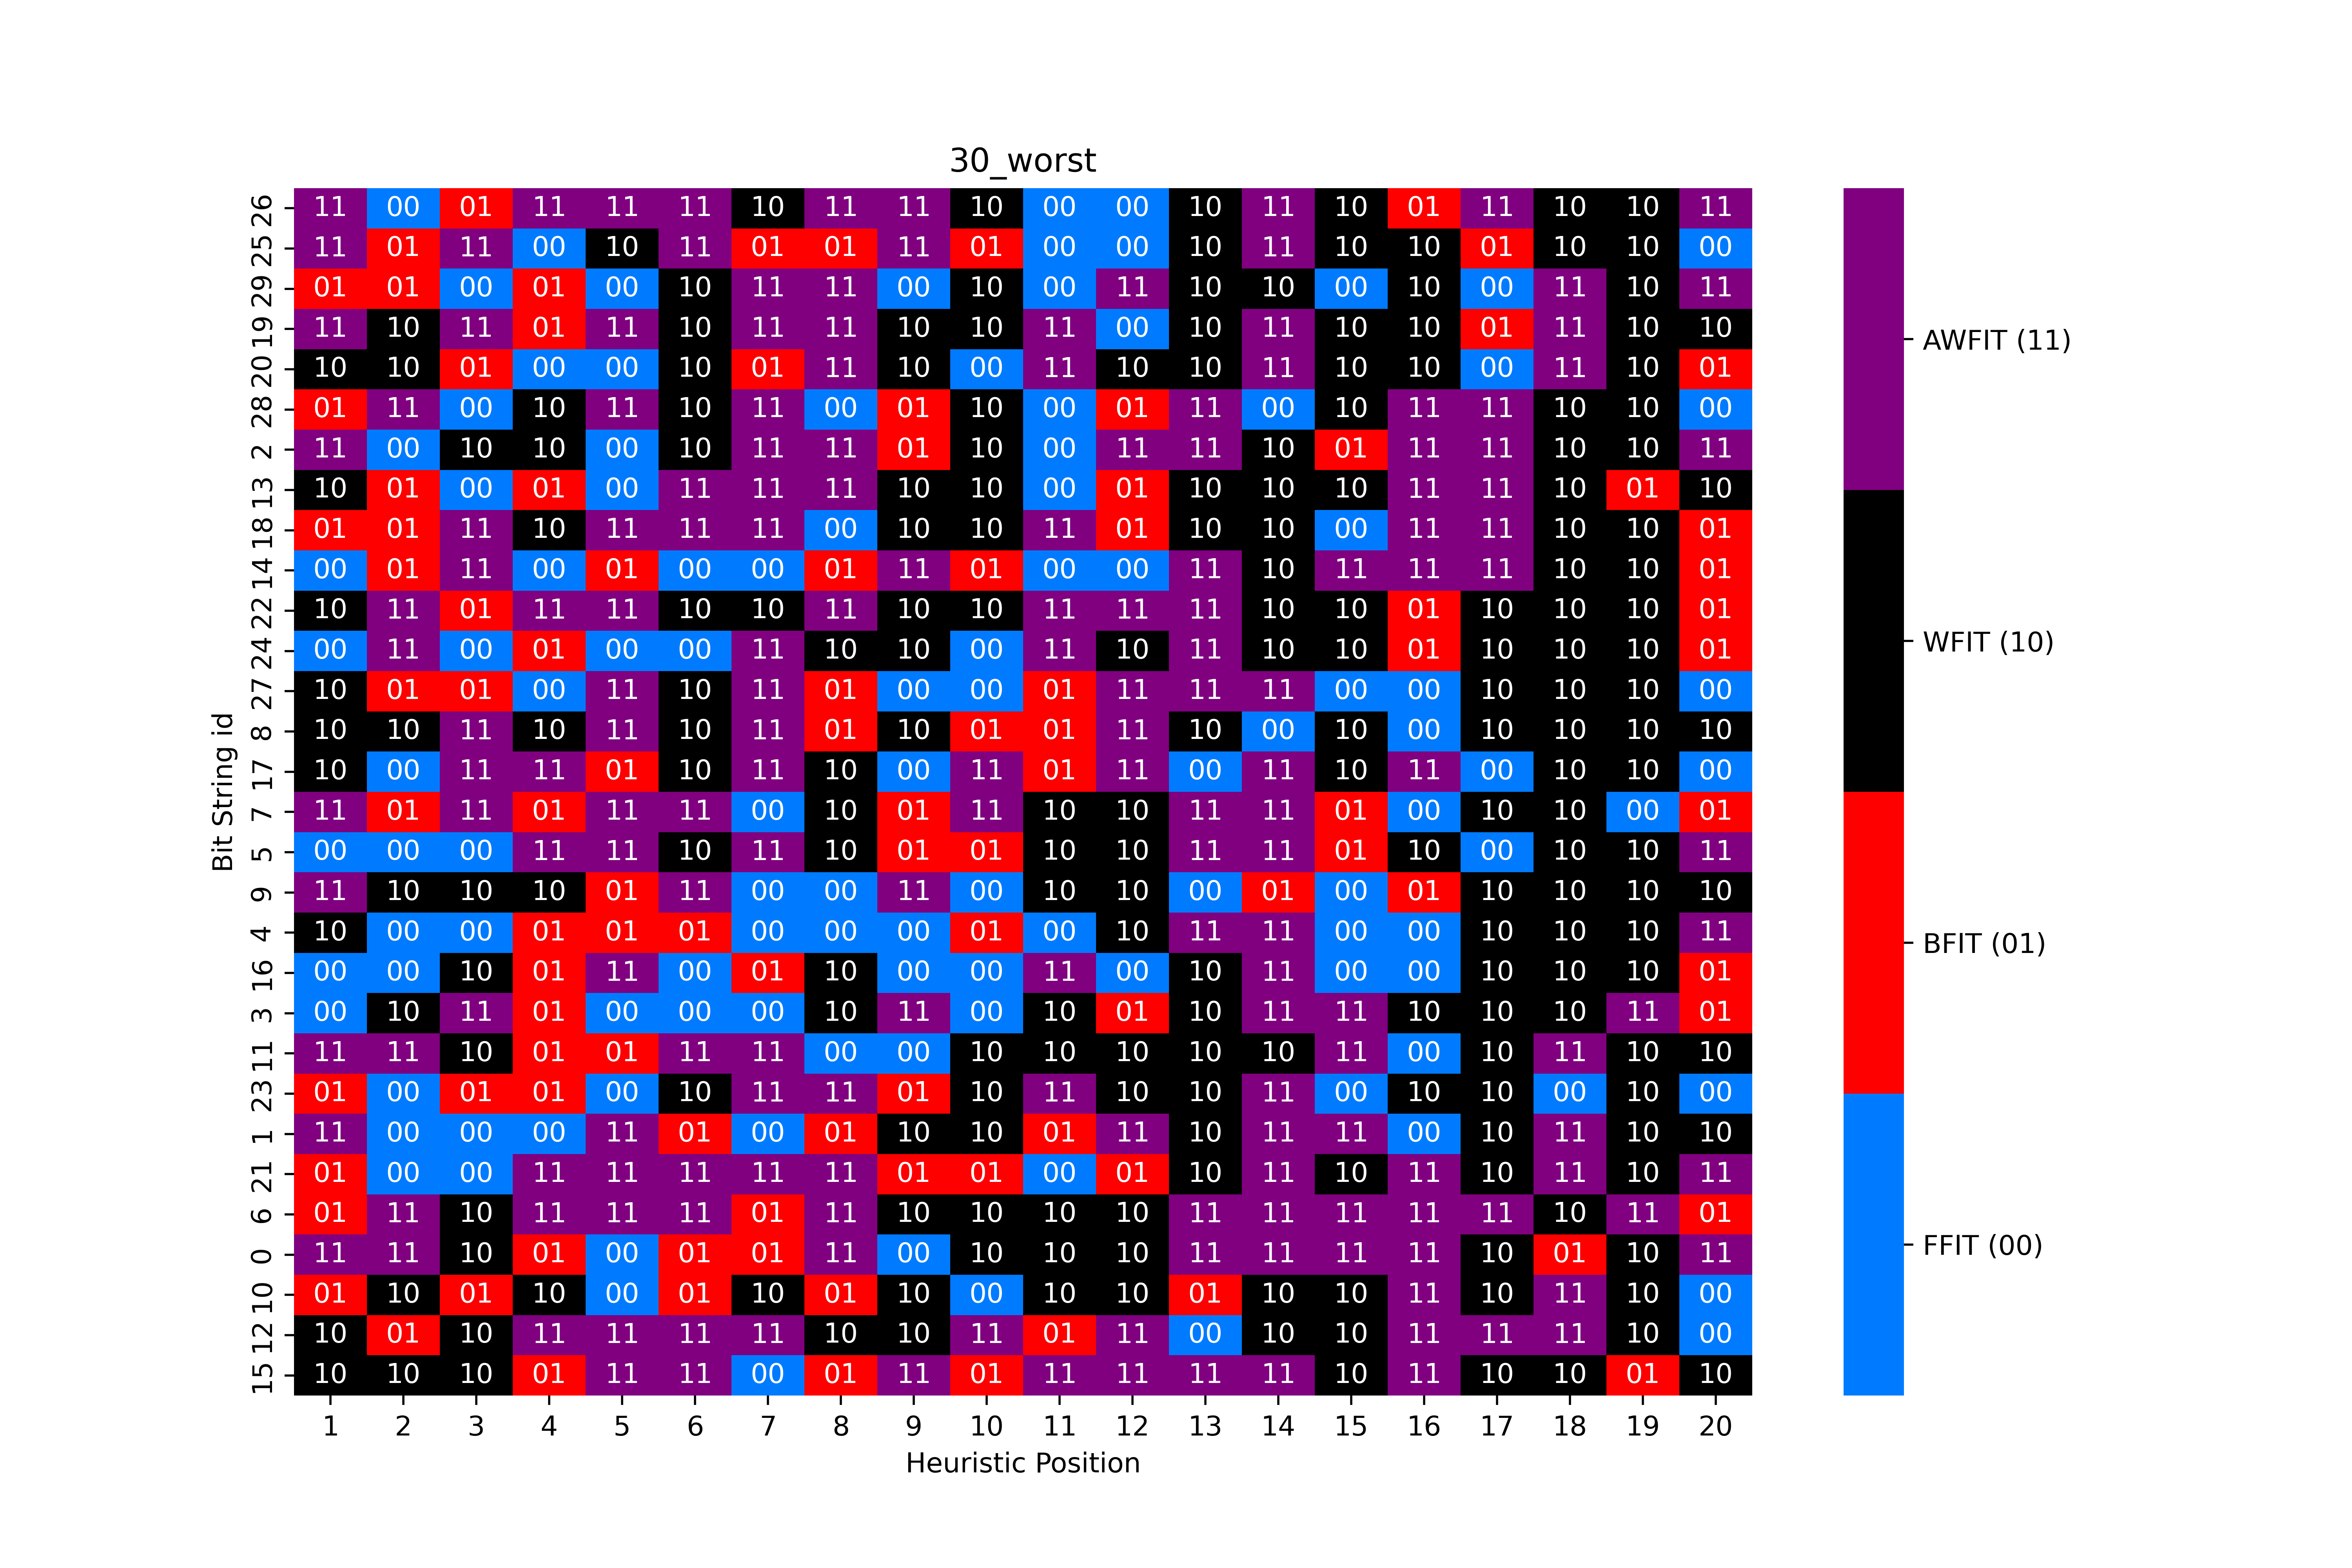 30_worst
26 11 00 01 11 11 11 10 11 11 10 00 00 10 11 10 01 11 10 10 11
25 11 01 11 00 10 11 01 01 11 01 00 00 10 11 10 10 01 10 10 00
29 01 01 00 01 00 10 11 11 00 10 00 11 10 10 00 10 00 11 10 11
19 11 10 11 01 11 10 11 11 10 10 11 00 10 11 10 10 01 11 10 10
20 10 10 01 00 00 10 01 11 10 00 11 10 10 11 10 10 00 11 10 01
28 01 11 00 10 11 10 11 00 01 10 00 01 11 00 10 11 11 10 10 00
2 11 00 10 10 00 10 11 11 01 10 00 11 11 10 01 11 11 10 10 11
13 10 01 00 01 00 11 11 11 10 10 00 01 10 10 10 11 11 10 01 10
18 01 01 11 10 11 11 11 00 10 10 11 01 10 10 00 11 11 10 10 01
14 00 01 11 00 01 00 00 01 11 01 00 00 11 10 11 11 11 10 10 01
22 10 11 01 11 11 10 10 11 10 10 11 11 11 10 10 01 10 10 10 01
24 00 11 00 01 00 00 11 10 10 00 11 10 11 10 10 01 10 10 10 01
27 10 01 01 00 11 10 11 01 00 00 01 11 11 11 00 00 10 10 10 00
8 10 10 11 10 11 10 11 01 10 01 01 11 10 00 10 00 10 10 10 10
17 10 00 11 11 01 10 11 10 00 11 01 11 00 11 10 11 00 10 10 00
7 11 01 11 01 11 11 00 10 01 11 10 10 11 11 01 00 10 10 00 01
5 00 00 00 11 11 10 11 10 01 01 10 10 11 11 01 10 00 10 10 11
9 11 10 10 10 01 11 00 00 11 00 10 10 00 01 00 01 10 10 10 10
4 10 00 00 01 01 01 00 00 00 01 00 10 11 11 00 00 10 10 10 11
16 00 00 10 01 11 00 01 10 00 00 11 00 10 11 00 00 10 10 10 01
3 00 10 11 01 00 00 00 10 11 00 10 01 10 11 11 10 10 10 11 01
11 11 11 10 01 01 11 11 00 00 10 10 10 10 10 11 00 10 11 10 10
23 01 00 01 01 00 10 11 11 01 10 11 10 10 11 00 10 10 00 10 00
1 11 00 00 00 11 01 00 01 10 10 01 11 10 11 11 00 10 11 10 10
21 01 00 00 11 11 11 11 11 01 01 00 01 10 11 10 11 10 11 10 11
6 01 11 10 11 11 11 01 11 10 10 10 10 11 11 11 11 11 10 11 01
0 11 11 10 01 00 01 01 11 00 10 10 10 11 11 11 11 10 01 10 11
10 01 10 01 10 00 01 10 01 10 00 10 10 01 10 10 11 10 11 10 00
12 10 01 10 11 11 11 11 10 10 11 01 11 00 10 10 11 11 11 10 00
15 10 10 10 01 11 11 00 01 11 01 11 11 11 11 10 11 10 10 01 10
1 2 3 4 5 6 7 8 9 10 11 12 13 14 15 16 17 18 19 20
Heuristic Position
Bit String id
AWFIT (11)
WFIT (10)
BFIT (01)
FFIT (00)